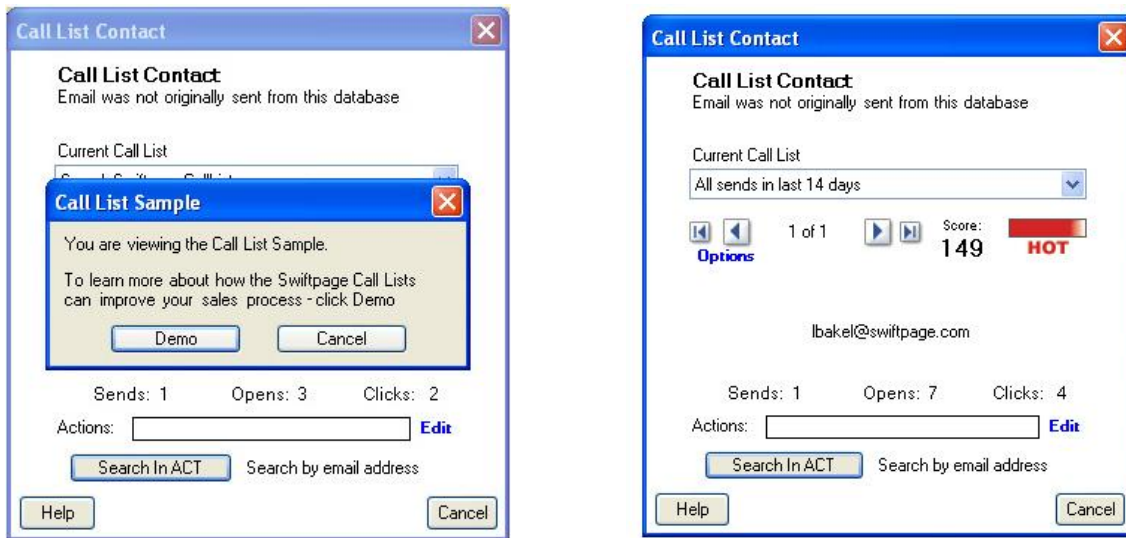 Call List Contact
Call List Contact
Email was not originally sent from this database
Current Call List
Call List Sample
You are viewing the Call List Sample.
To learn more about how the Swiftpage Call Lists
can improve your sales process - click Demo
Demo Cancel
Sends: 1 Opens: 3 Clicks: 2
Actions: Edit
Search In ACT Search by email address
Help Cancel
Call List Contact
Call List Contact
Email was not originally sent from this database
Current Call List
All sends in last 14 days
1 of 1 Score:
Options 149 HOT
lbakel@swiftpage.com
Sends: 1 Opens: 7 Clicks: 4
Actions: Edit
Search In ACT Search by email address
Help Cancel